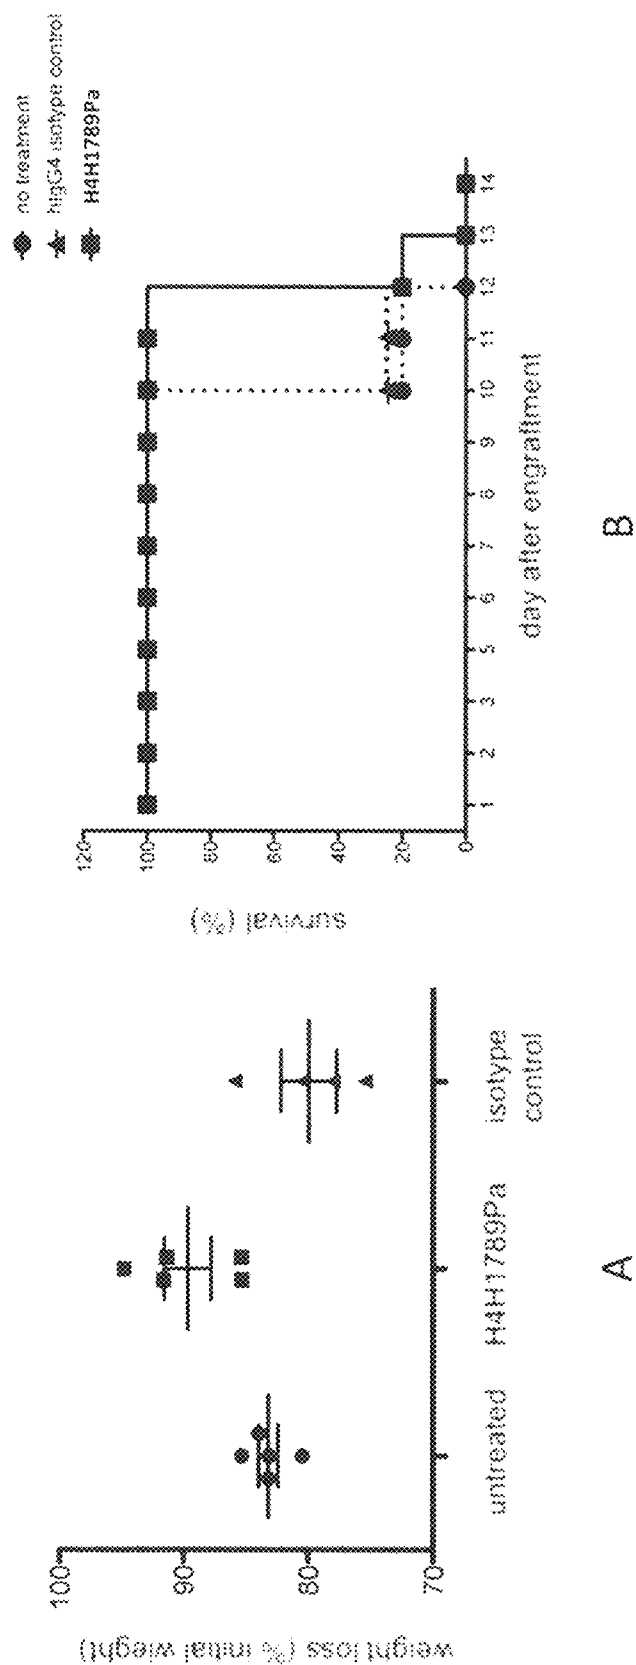 weight loss (% initial wieght)
100
90
80
70
untreated
H4H1789Pa
isotype
control
A
survival (%)
120
100
80
60
40
20
0
1
2
3
5
6
7
8
9
10
11
12
13
14
day after engraftment
no treatment
hIgG4 isotype control
H4H1789Pa
B